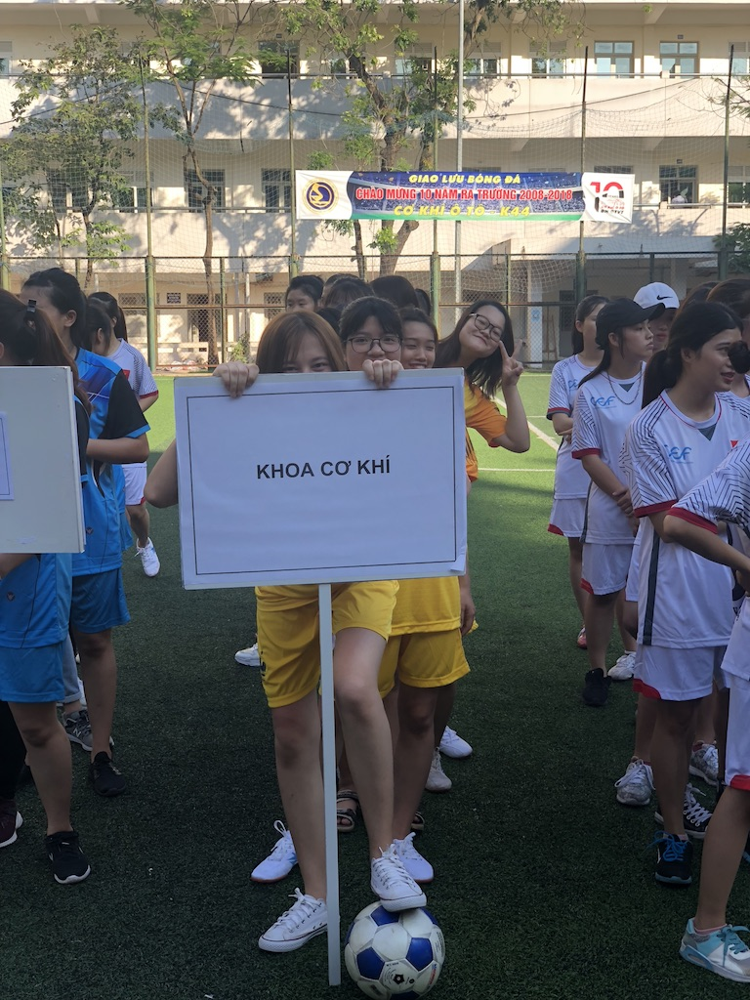 GIAO LƯU BÓNG ĐÁ
CHÀO MỪNG 10 NĂM RA TRƯỜNG 2008-2018
CƠ KHÍ Ô TÔ - K44
10
KHOA CƠ KHÍ